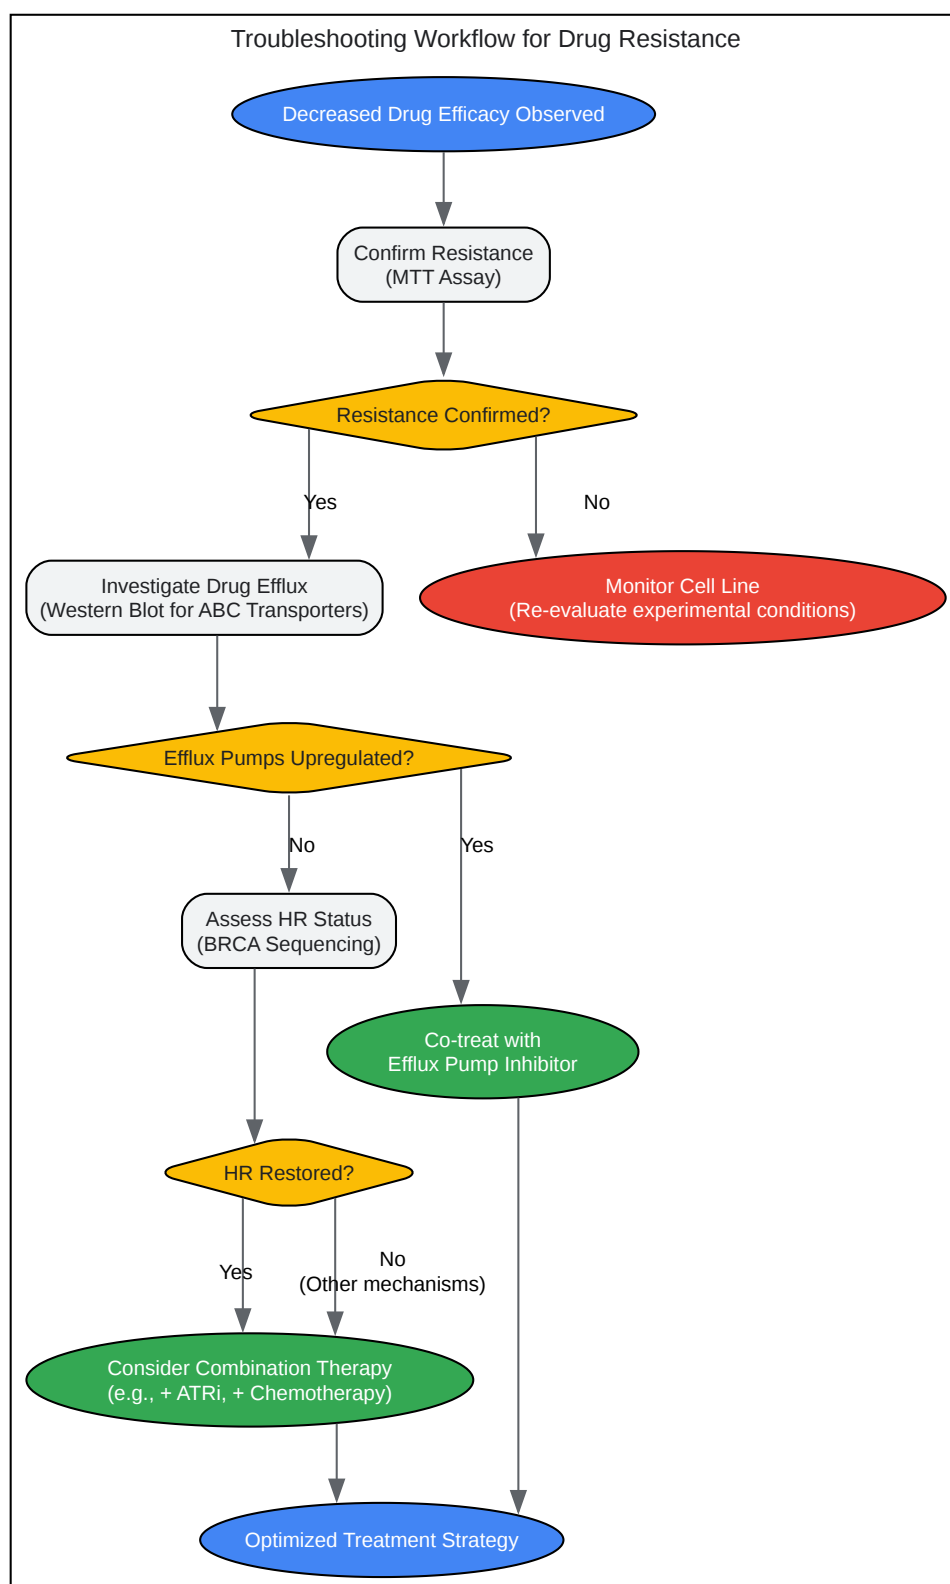 Troubleshooting Workflow for Drug Resistance
Decreased Drug Efficacy Observed
Confirm Resistance
(MTT Assay)
Resistance Confirmed?
Yes
No
Investigate Drug Efflux
(Western Blot for ABC Transporters)
Monitor Cell Line
(Re-evaluate experimental conditions)
Efflux Pumps Upregulated?
No
Yes
Assess HR Status
(BRCA Sequencing)
Co-treat with
Efflux Pump Inhibitor
HR Restored?
Yes
No
(Other mechanisms)
Consider Combination Therapy
(e.g., + ATRi, + Chemotherapy)
Optimized Treatment Strategy